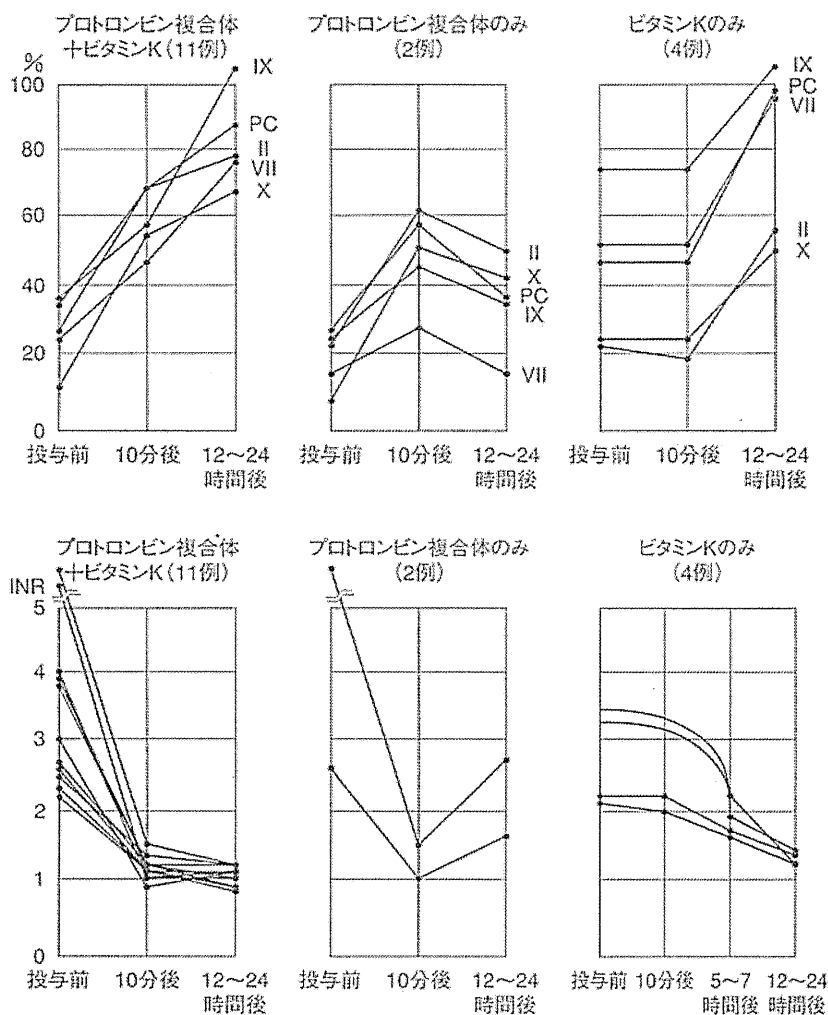 プロトロンビン複合体
＋ビタミンK（11例）
プロトロンビン複合体のみ
（2例）
ビタミンKのみ
（4例）
%
100
80
60
40
20
0
IX
PC
II
VII
X
II
X
PC
IX
VII
IX
PC
VII
II
X
投与前
10分後
12〜24
時間後
投与前
10分後
12〜24
時間後
投与前
10分後
12〜24
時間後
プロトロンビン複合体
＋ビタミンK（11例）
プロトロンビン複合体のみ
（2例）
ビタミンKのみ
（4例）
INR
5
4
3
2
1
0
投与前
10分後
12〜24
時間後
投与前
10分後
12〜24
時間後
投与前
10分後
5〜7
時間後
12〜24
時間後